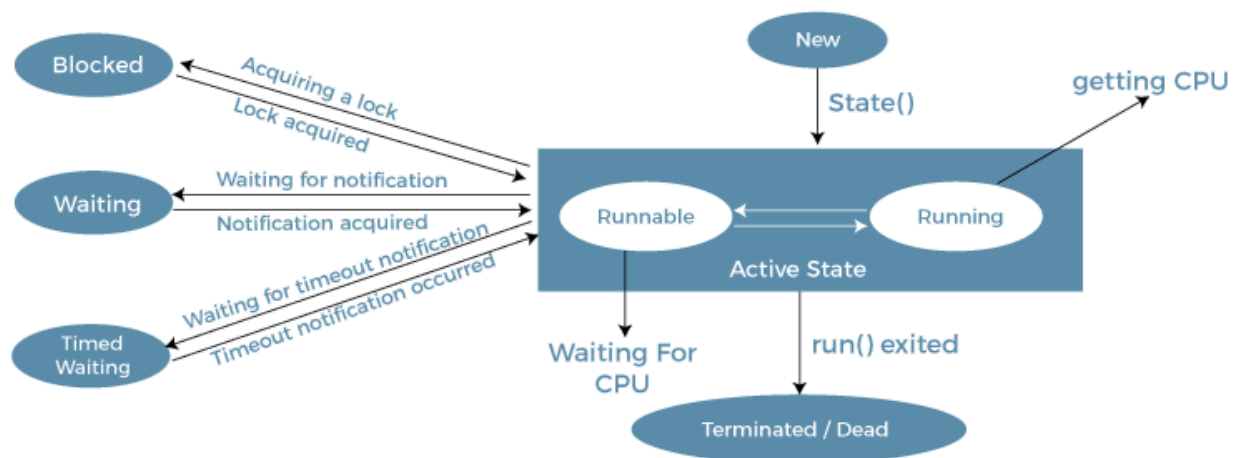 New
Blocked
Acquiring a lock
Lock acquired
State()
getting CPU
Waiting
Waiting for notification
Notification acquired
Runnable
Running
Active State
Waiting for timeout notification
Timeout notification occurred
Timed
Waiting
Waiting For
CPU
run() exited
Terminated / Dead